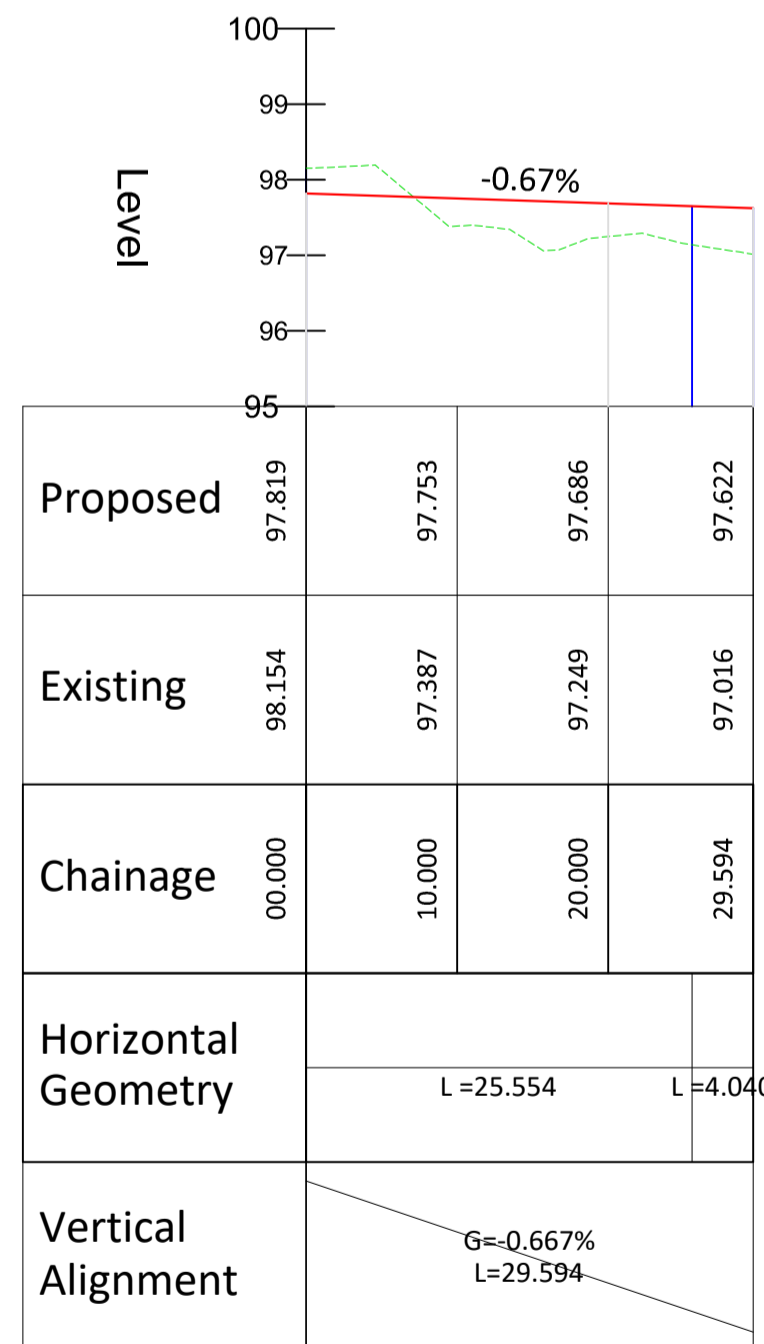 100
99
98
97
96
95
Level
-0.67%
Proposed 97.819 97.753 97.686 97.622
Existing 98.154 97.387 97.249 97.016
Chainage 00.000 10.000 20.000 29.594
Horizontal
Geometry
L =25.554 L =4.040
Vertical
Alignment
G=-0.667%
L=29.594